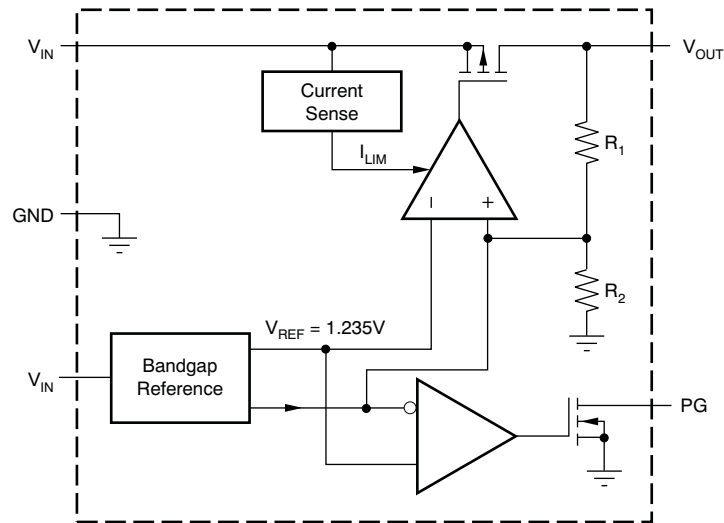 V_IN
V_OUT
Current
Sense
I_LIM
R_1
GND
− +
R_2
V_REF = 1.235V
V_IN
Bandgap
Reference
PG